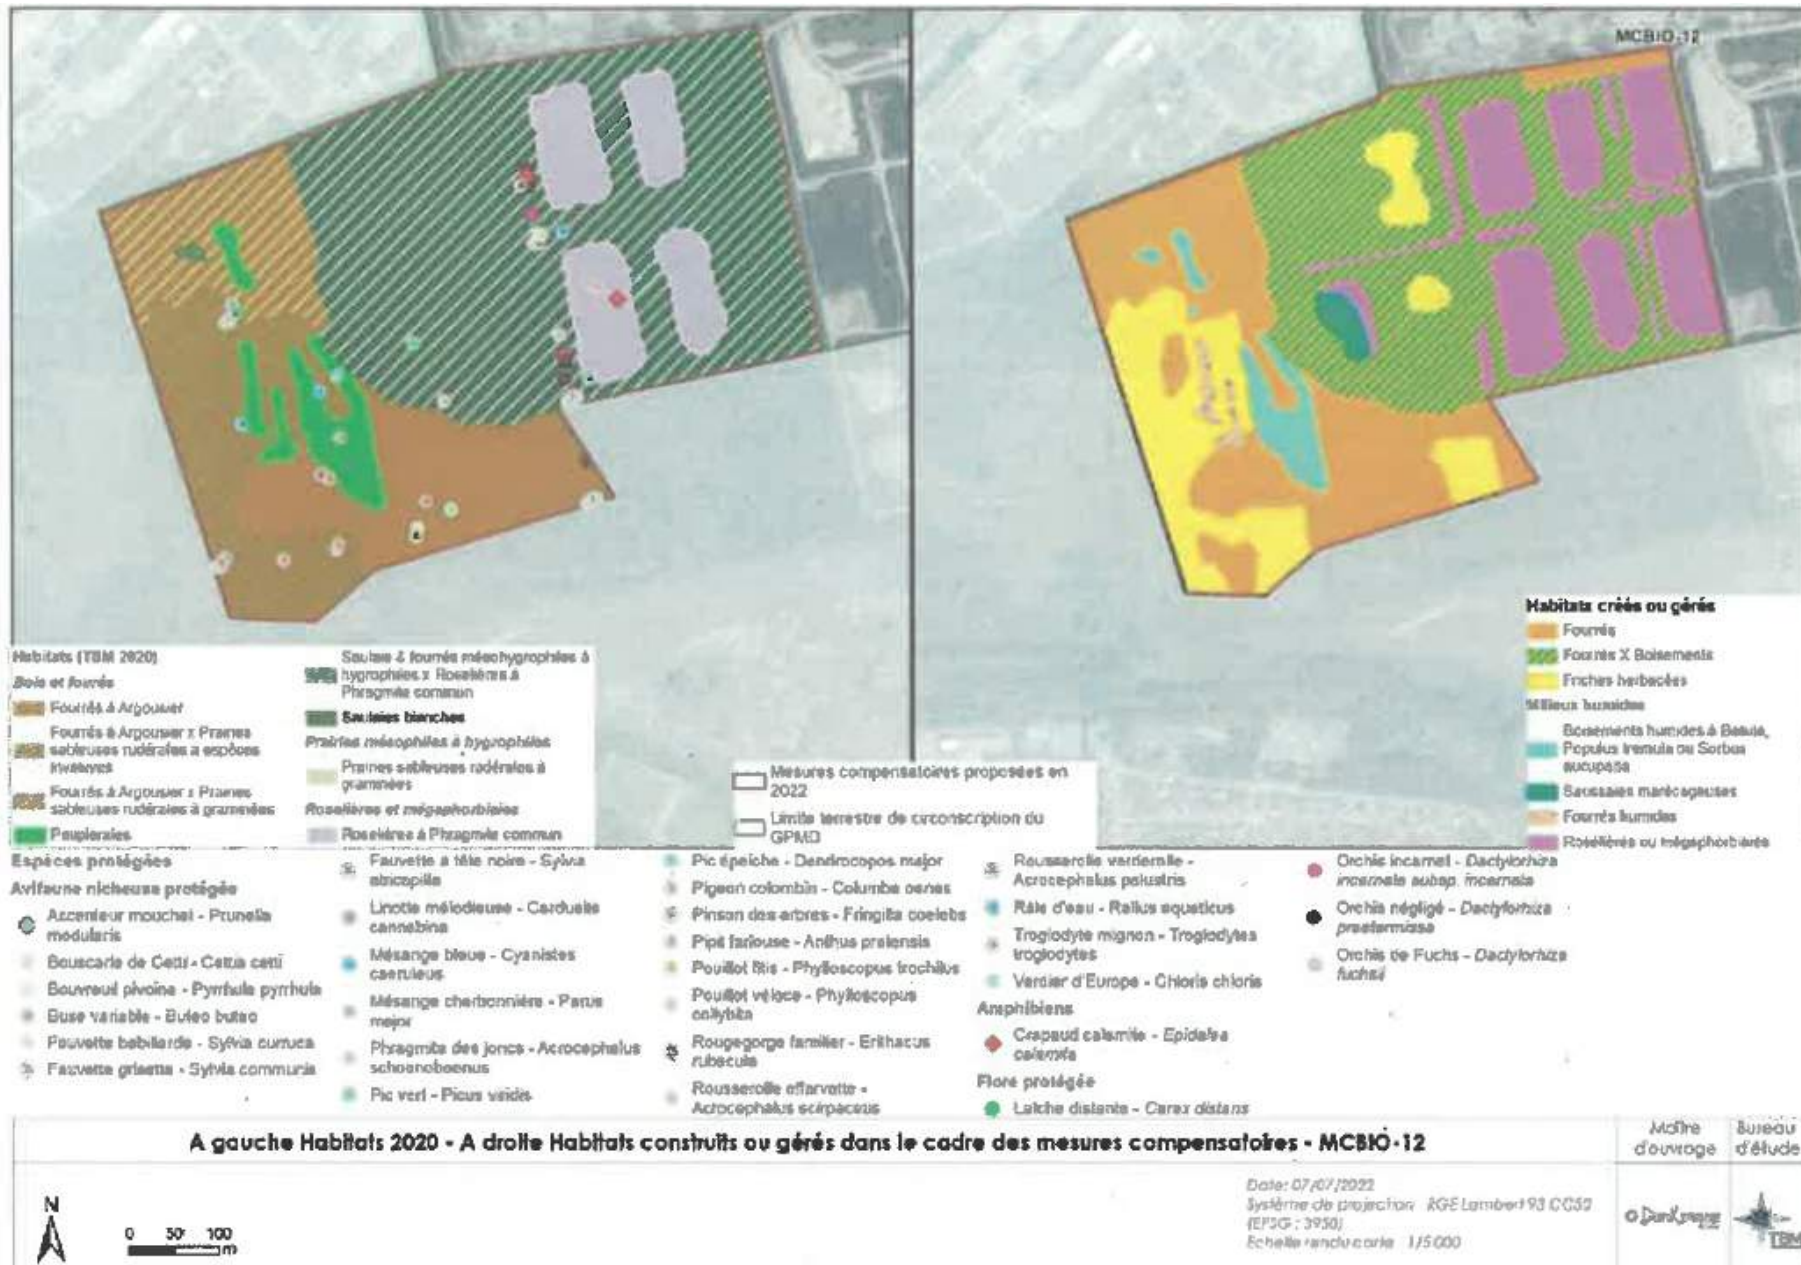 MCBIO-12
Habitats (TBM 2020)
Bois et fourrés
Fourrés à Argousier
Fourrés à Argousier x Prairies
sableuses rudérales à espèces
invasives
Fourrés à Argousier x Prairies
sableuses rudérales à graminées
Peupleraies
Saulaie & fourrés mésohygrophiles à
hygrophiles x Roselières à
Phragmite commun
Saulaies blanches
Prairies mésophiles à hygrophiles
Prairies sableuses rudérales à
graminées
Roselières et mégaphorbiaies
Roselières à Phragmite commun
Mesures compensatoires proposées en
2022
Limite terrestre de circonscription du
GPMD
Habitats créés ou gérés
Fourrés
Fourrés X Boisements
Friches herbacées
Milieux humides
Boisements humides à Betula,
Populus tremula ou Sorbus
aucuparia
Saussaies marécageuses
Fourrés humides
Roselières ou mégaphorbiaies
Espèces protégées
Avifaune nicheuse protégée
Accenteur mouchet - Prunella
modularis
Bouscarle de Cetti - Cettia cetti
Bouvreuil pivoine - Pyrrhula pyrrhula
Buse variable - Buteo buteo
Fauvette babillarde - Sylvia curruca
Fauvette grisette - Sylvia communis
Fauvette à tête noire - Sylvia
atricapilla
Linotte mélodieuse - Carduelis
cannabina
Mésange bleue - Cyanistes
caeruleus
Mésange charbonnière - Parus
major
Phragmite des joncs - Acrocephalus
schoenobaenus
Pic vert - Picus viridis
Pic épeiche - Dendrocopos major
Pigeon colombin - Columba oenas
Pinson des arbres - Fringilla coelebs
Pipit farlouse - Anthus pratensis
Pouillot fitis - Phylloscopus trochilus
Pouillot véloce - Phylloscopus
collybita
Rougegorge familier - Erithacus
rubecula
Rousserolle effarvatte -
Acrocephalus scirpaceus
Rousserolle verderolle -
Acrocephalus palustris
Râle d'eau - Rallus aquaticus
Troglodyte mignon - Troglodytes
troglodytes
Verdier d'Europe - Chloris chloris
Amphibiens
Crapaud calamite - Epidalea
calamita
Flore protégée
Laîche distante - Carex distans
Orchis incarnat - Dactylorhiza
incarnata subsp. incarnata
Orchis négligé - Dactylorhiza
praetermissa
Orchis de Fuchs - Dactylorhiza
fuchsii
A gauche Habitats 2020 - A droite Habitats construits ou gérés dans le cadre des mesures compensatoires - MCBIO-12
Maître
d'ouvrage
Bureau
d'étude
N
0 50 100
m
Date: 07/07/2022
Système de projection : RGF Lambert 93 CC50
(EPSG : 3950)
Echelle rendu carte : 1/5 000
Dunkerque
TBM